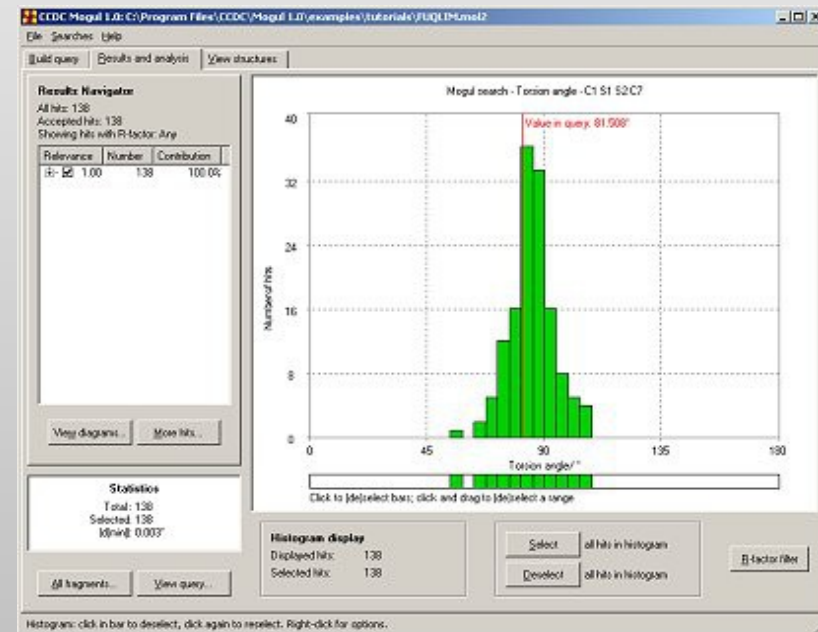 CCDC Mogul 1.0: C:\Program Files\CCDC\Mogul 1.0\examples\tutorials\FUQLIM.mol2
File Searches Help
Build query Results and analysis View structures
Results Navigator
All hits: 138
Accepted hits: 138
Showing hits with R-factor: Any
Relevance Number Contribution
1.00 138 100.0%
View diagrams... More hits...
Statistics
Total: 138
Selected: 138
|d(min)|: 0.003°
All fragments... View query...
Mogul search - Torsion angle - C1 S1 S2 C7
Value in query: 81.508°
40
32
24
16
8
0
Number of hits
0 45 90 135 180
Torsion angle/°
Click to (de)select bars; click and drag to (de)select a range
Histogram display
Displayed hits: 138
Selected hits: 138
Select all hits in histogram
Deselect all hits in histogram
R-factor filter
Histogram: click in bar to deselect, click again to reselect. Right-click for options.